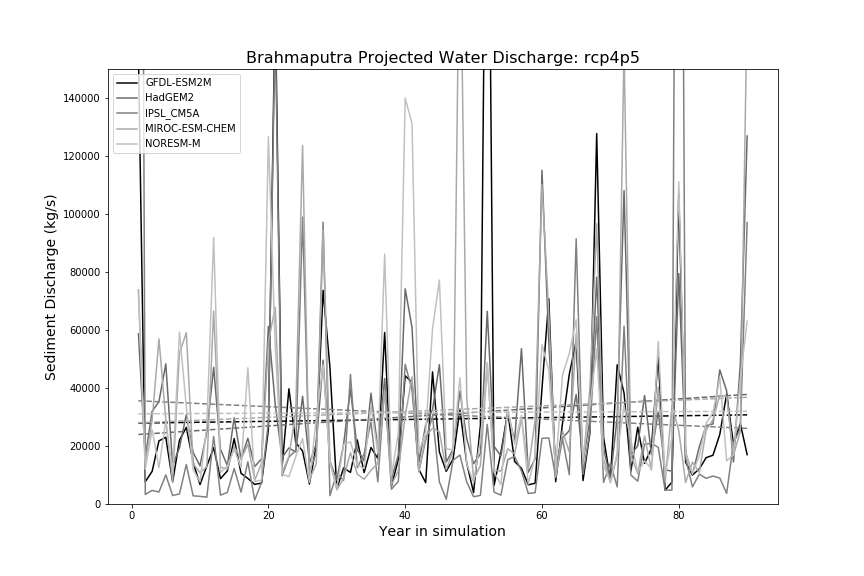 Brahmaputra Projected Water Discharge: rcp4p5
GFDL-ESM2M
HadGEM2
IPSL_CM5A
MIROC-ESM-CHEM
NORESM-M
Sediment Discharge (kg/s)
140000
120000
100000
80000
60000
40000
20000
0
0 20 40 60 80
Year in simulation